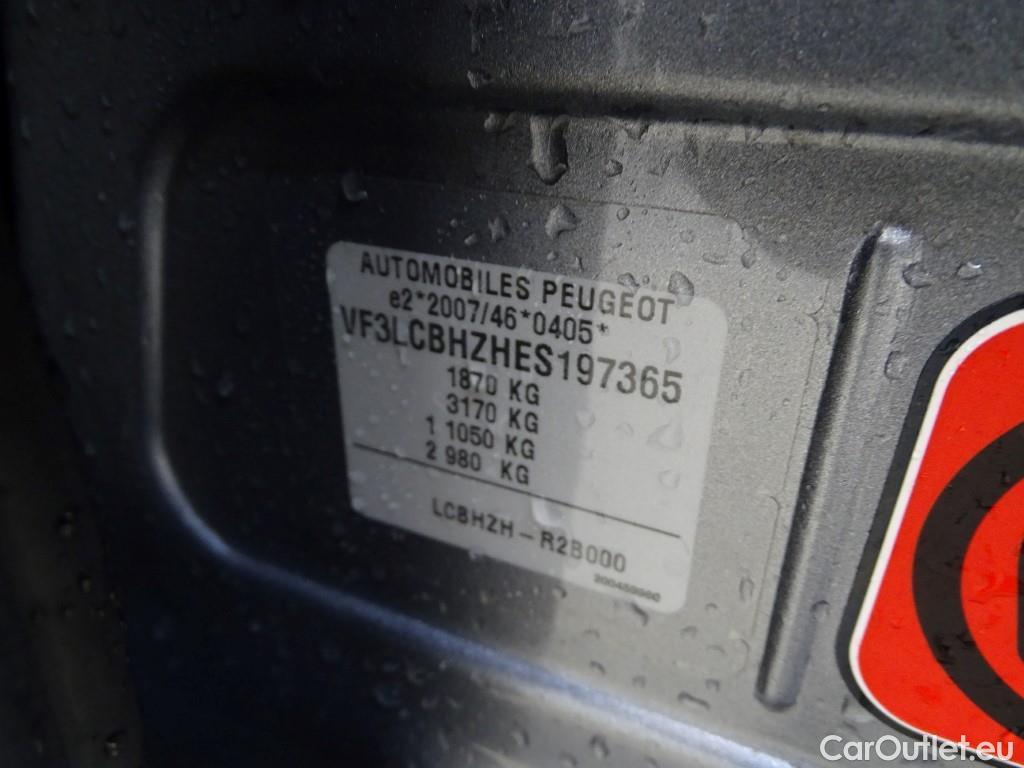 AUTOMOBILES PEUGEOT
e2*2007/46*0405*
VF3LCBHZHES197365
1870 KG
3170 KG
1 1050 KG
2 980 KG
LCBHZH-R2B000
CarOutlet.eu